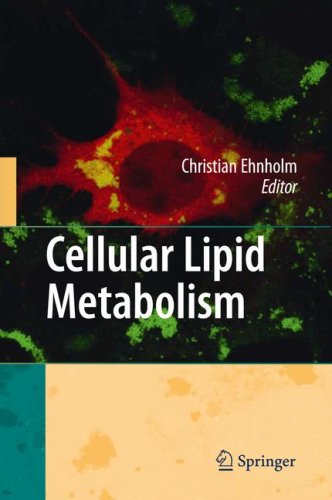 Christian Ehnholm
Editor
Cellular Lipid
Metabolism
Springer